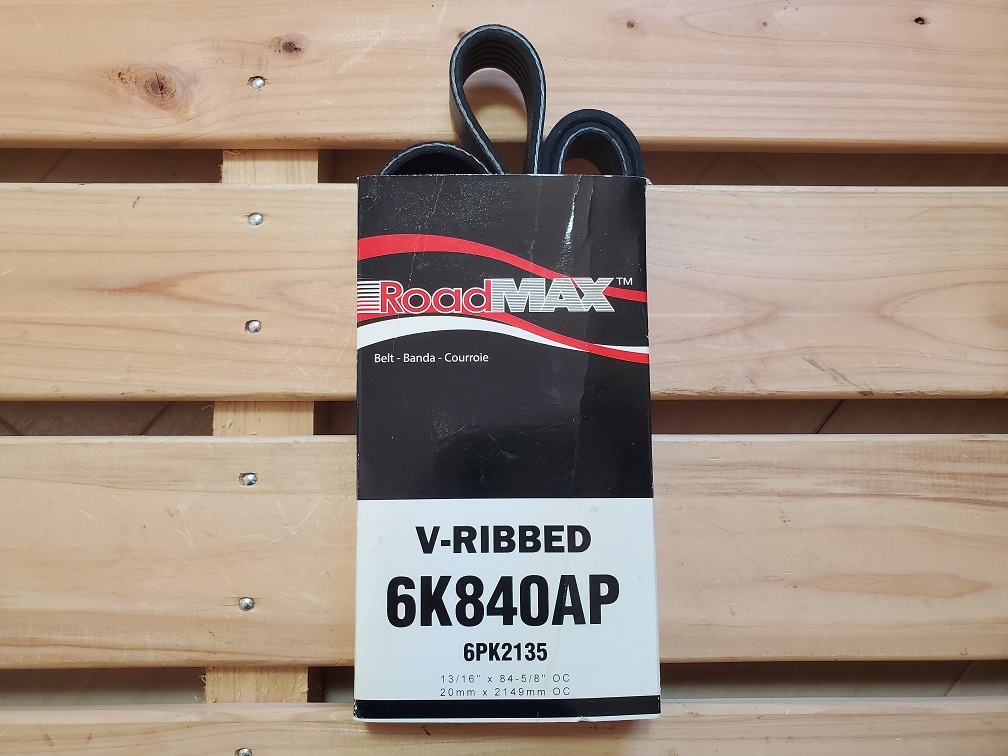 RoadMAX™
Belt - Banda - Courroie
V-RIBBED
6K840AP
6PK2135
13/16" x 84-5/8" OC
20mm x 2149mm OC